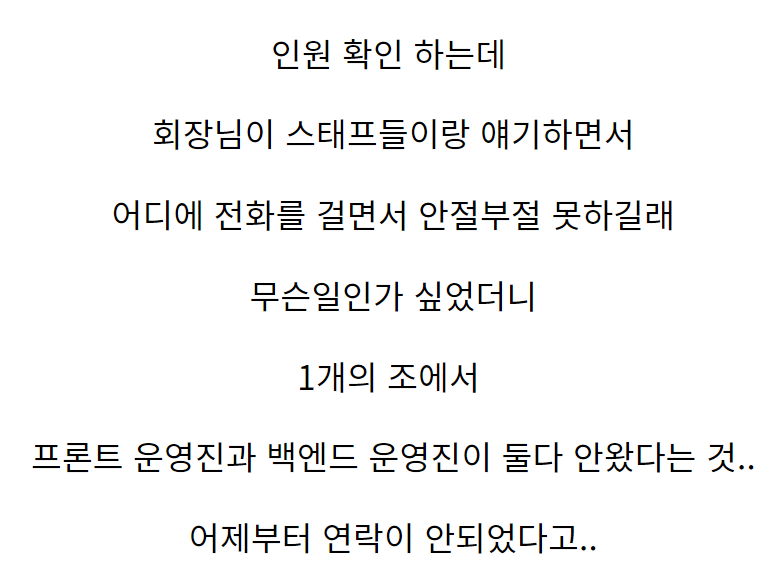 인원 확인 하는데
회장님이 스태프들이랑 얘기하면서
어디에 전화를 걸면서 안절부절 못하길래
무슨일인가 싶었더니
1개의 조에서
프론트 운영진과 백엔드 운영진이 둘다 안왔다는 것..
어제부터 연락이 안되었다고..